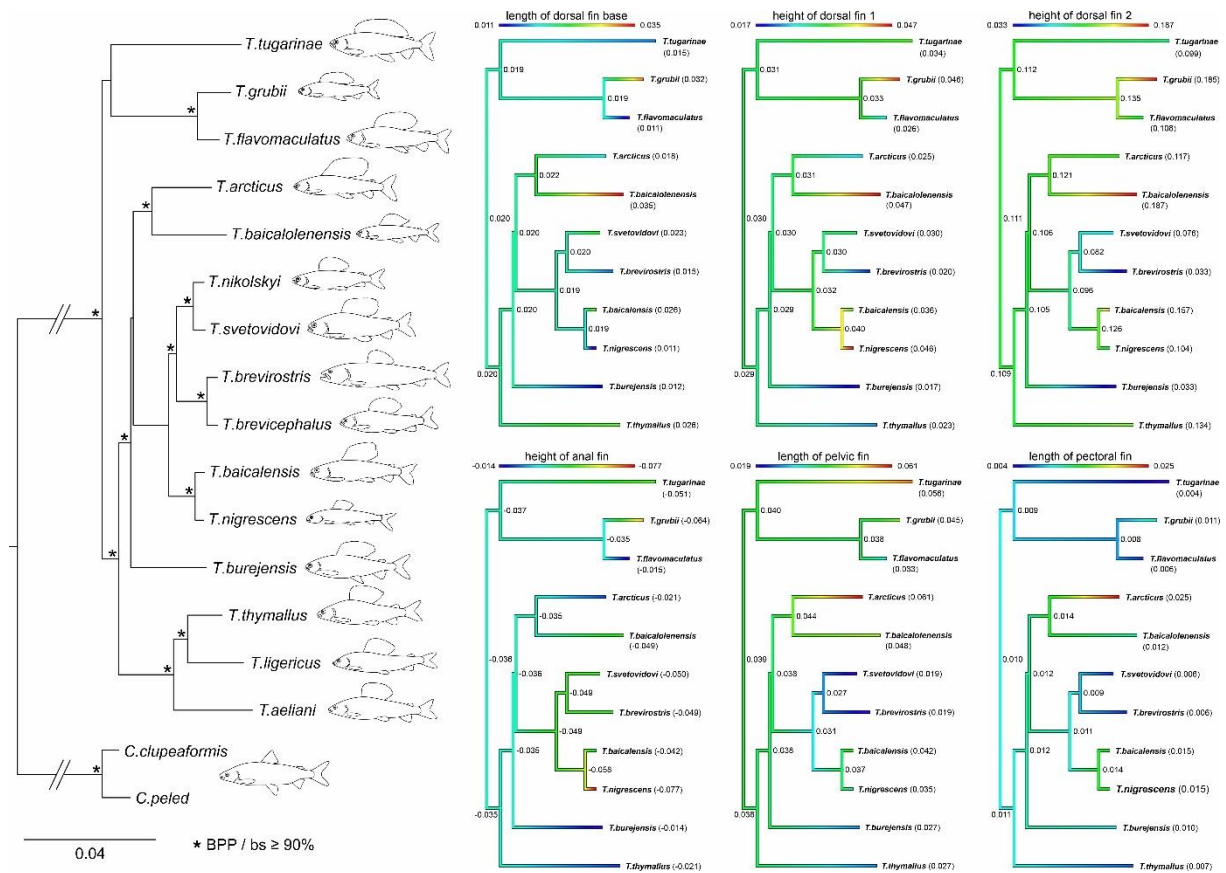 T.tugarinae
T.grubii
T.flavomaculatus
T.arcticus
T.baicalolenensis
T.nikolskyi
T.svetovidovi
T.brevirostris
T.brevicephalus
T.baicalensis
T.nigrescens
T.burejensis
T.thymallus
T.ligericus
T.aeliani
C.clupeaformis
C.peled
* * * * * * * * * * * * *
0.04
* BPP / bs ≥ 90%
length of dorsal fin base
0.011 0.035
T.tugarinae
(0.015)
0.019
T.grubii (0.032)
0.019
T.flavomaculatus
(0.011)
T.arcticus (0.018)
0.022
T.baicalolenensis
(0.035)
0.020
0.020
T.svetovidovi (0.023)
0.020
T.brevirostris (0.015)
0.019
T.baicalensis (0.026)
0.020
0.019
T.nigrescens (0.011)
0.020
T.burejensis (0.012)
T.thymallus (0.026)
height of dorsal fin 1
0.017 0.047
T.tugarinae
(0.034)
0.031
T.grubii (0.046)
0.033
T.flavomaculatus
(0.026)
T.arcticus (0.025)
0.031
T.baicalolenensis
(0.047)
0.030
0.030
T.svetovidovi (0.030)
0.030
T.brevirostris (0.020)
0.032
T.baicalensis (0.036)
0.029
0.040
T.nigrescens (0.046)
0.029
T.burejensis (0.017)
T.thymallus (0.023)
height of dorsal fin 2
0.033 0.187
T.tugarinae
(0.099)
0.112
T.grubii (0.185)
0.135
T.flavomaculatus
(0.108)
T.arcticus (0.117)
0.121
T.baicalolenensis
(0.187)
0.111
0.106
T.svetovidovi (0.076)
0.082
T.brevirostris (0.033)
0.096
T.baicalensis (0.157)
0.105
0.126
T.nigrescens (0.104)
0.109
T.burejensis (0.033)
T.thymallus (0.134)
height of anal fin
-0.014 -0.077
T.tugarinae
(-0.051)
-0.037
T.grubii (-0.064)
-0.035
T.flavomaculatus
(-0.015)
T.arcticus (-0.021)
-0.035
T.baicalolenensis
(-0.049)
-0.036
-0.036
T.svetovidovi (-0.050)
-0.049
T.brevirostris (-0.049)
-0.049
T.baicalensis (-0.042)
-0.035
-0.058
T.nigrescens (-0.077)
-0.035
T.burejensis (-0.014)
T.thymallus (-0.021)
length of pelvic fin
0.019 0.061
T.tugarinae
(0.056)
0.040
T.grubii (0.045)
0.038
T.flavomaculatus
(0.033)
T.arcticus (0.061)
0.044
T.baicalolenensis
(0.048)
0.039
0.038
T.svetovidovi (0.019)
0.027
T.brevirostris (0.019)
0.031
T.baicalensis (0.042)
0.038
0.037
T.nigrescens (0.035)
0.038
T.burejensis (0.027)
T.thymallus (0.027)
length of pectoral fin
0.004 0.025
T.tugarinae
(0.004)
0.009
T.grubii (0.011)
0.008
T.flavomaculatus
(0.006)
T.arcticus (0.025)
0.014
T.baicalolenensis
(0.012)
0.010
0.012
T.svetovidovi (0.006)
0.009
T.brevirostris (0.006)
0.011
T.baicalensis (0.015)
0.012
0.014
T.nigrescens (0.015)
0.011
T.burejensis (0.010)
T.thymallus (0.007)